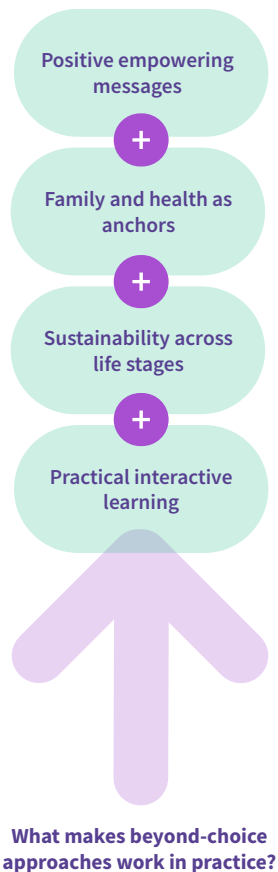 Positive empowering
messages
+
Family and health as
anchors
+
Sustainability across
life stages
+
Practical interactive
learning
What makes beyond-choice
approaches work in practice?